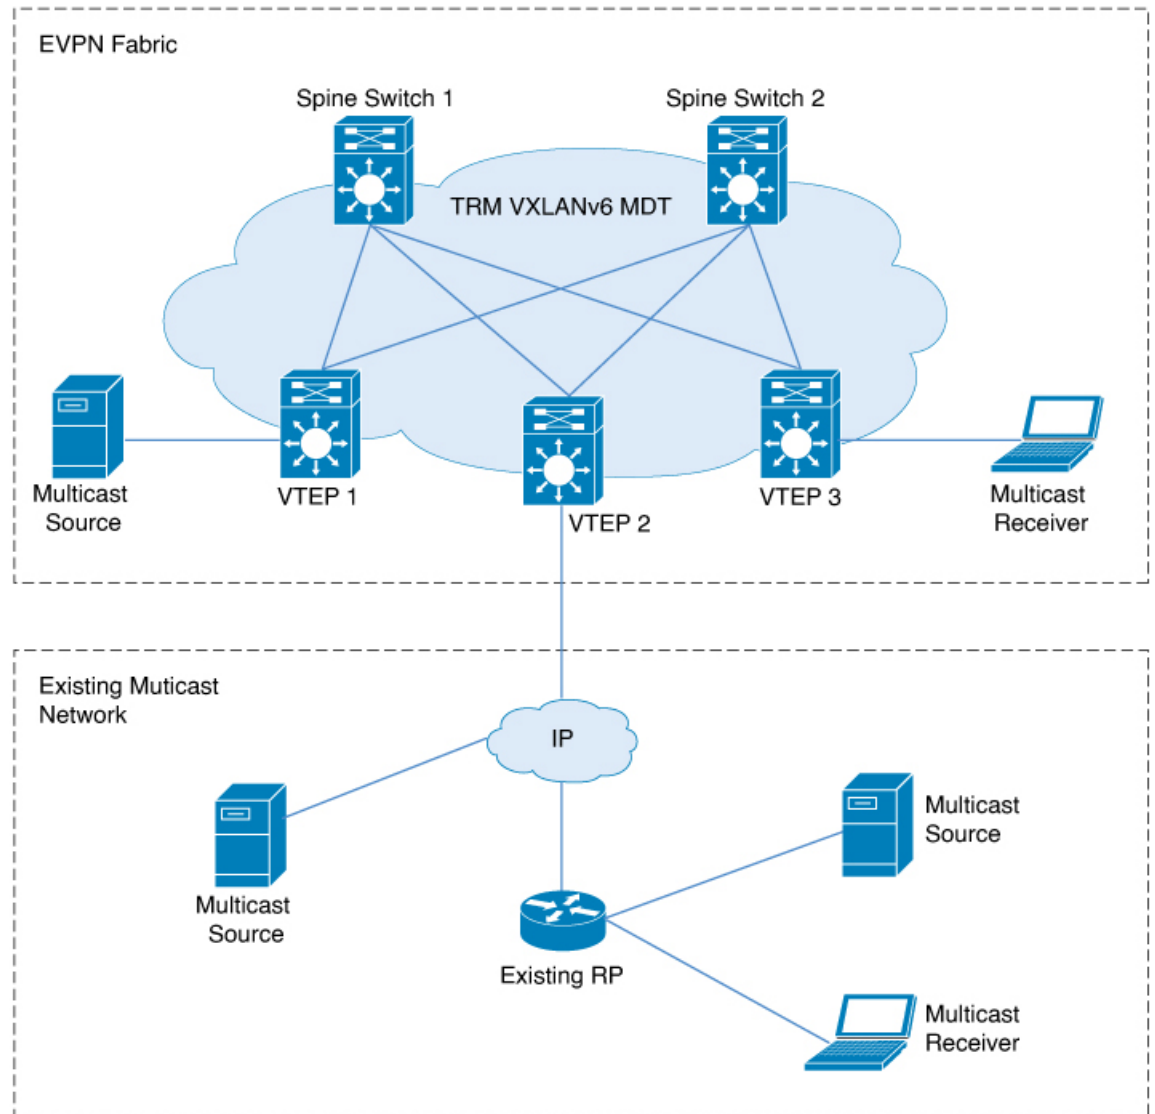 EVPN Fabric
Spine Switch 1
Spine Switch 2
TRM VXLANv6 MDT
Multicast
Source
VTEP 1
VTEP 2
VTEP 3
Multicast
Receiver
Existing Muticast
Network
IP
Multicast
Source
Multicast
Source
Existing RP
Multicast
Receiver